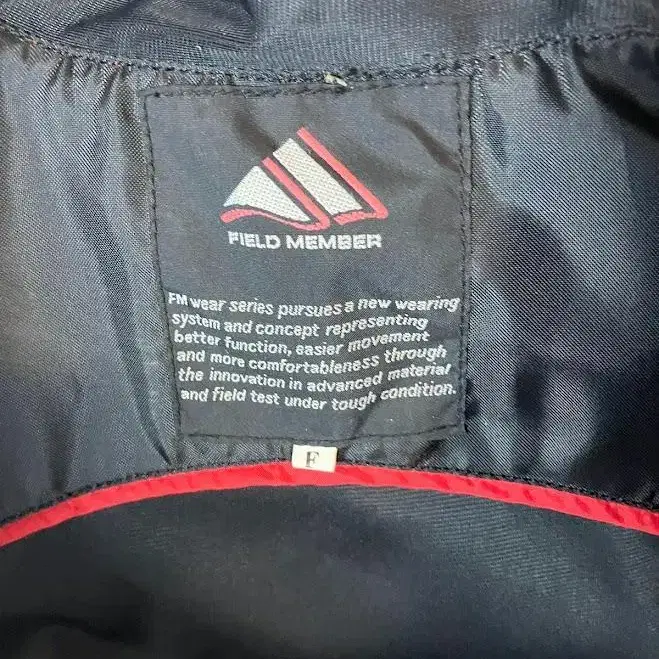 FIELD MEMBER
FM wear series pursues a new wearing
system and concept representing
better function, easier movement
and more comfortableness through
the innovation in advanced material
and field test under tough condition.
F